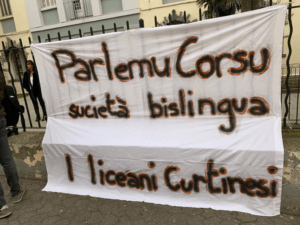 Parlemu Corsu
sucietà bislingua
I liceani Curtinesi